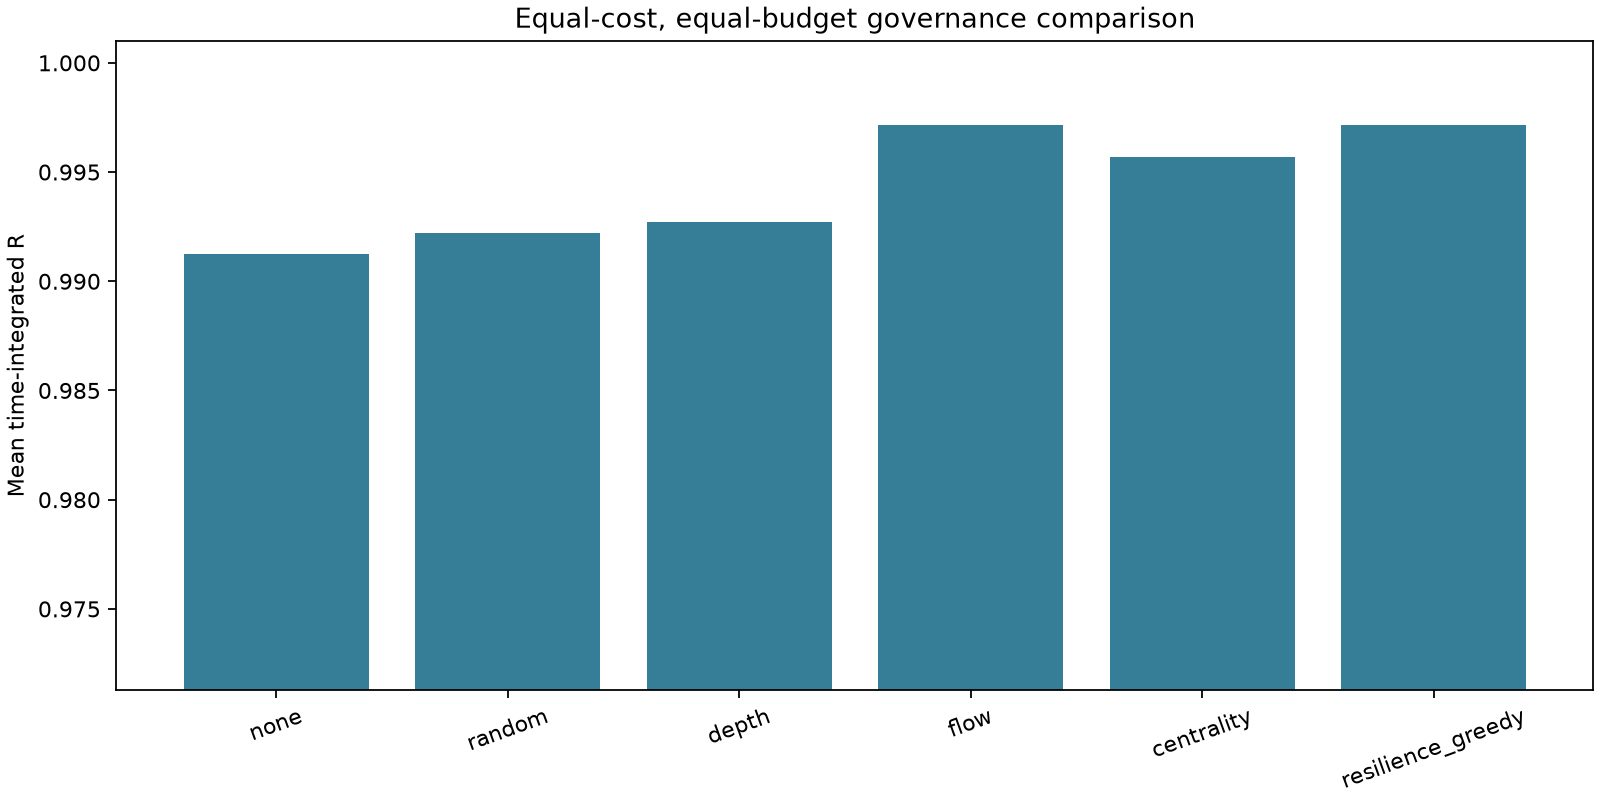 Equal-cost, equal-budget governance comparison
Mean time-integrated R
1.000
0.995
0.990
0.985
0.980
0.975
none
random
depth
flow
centrality
resilience_greedy